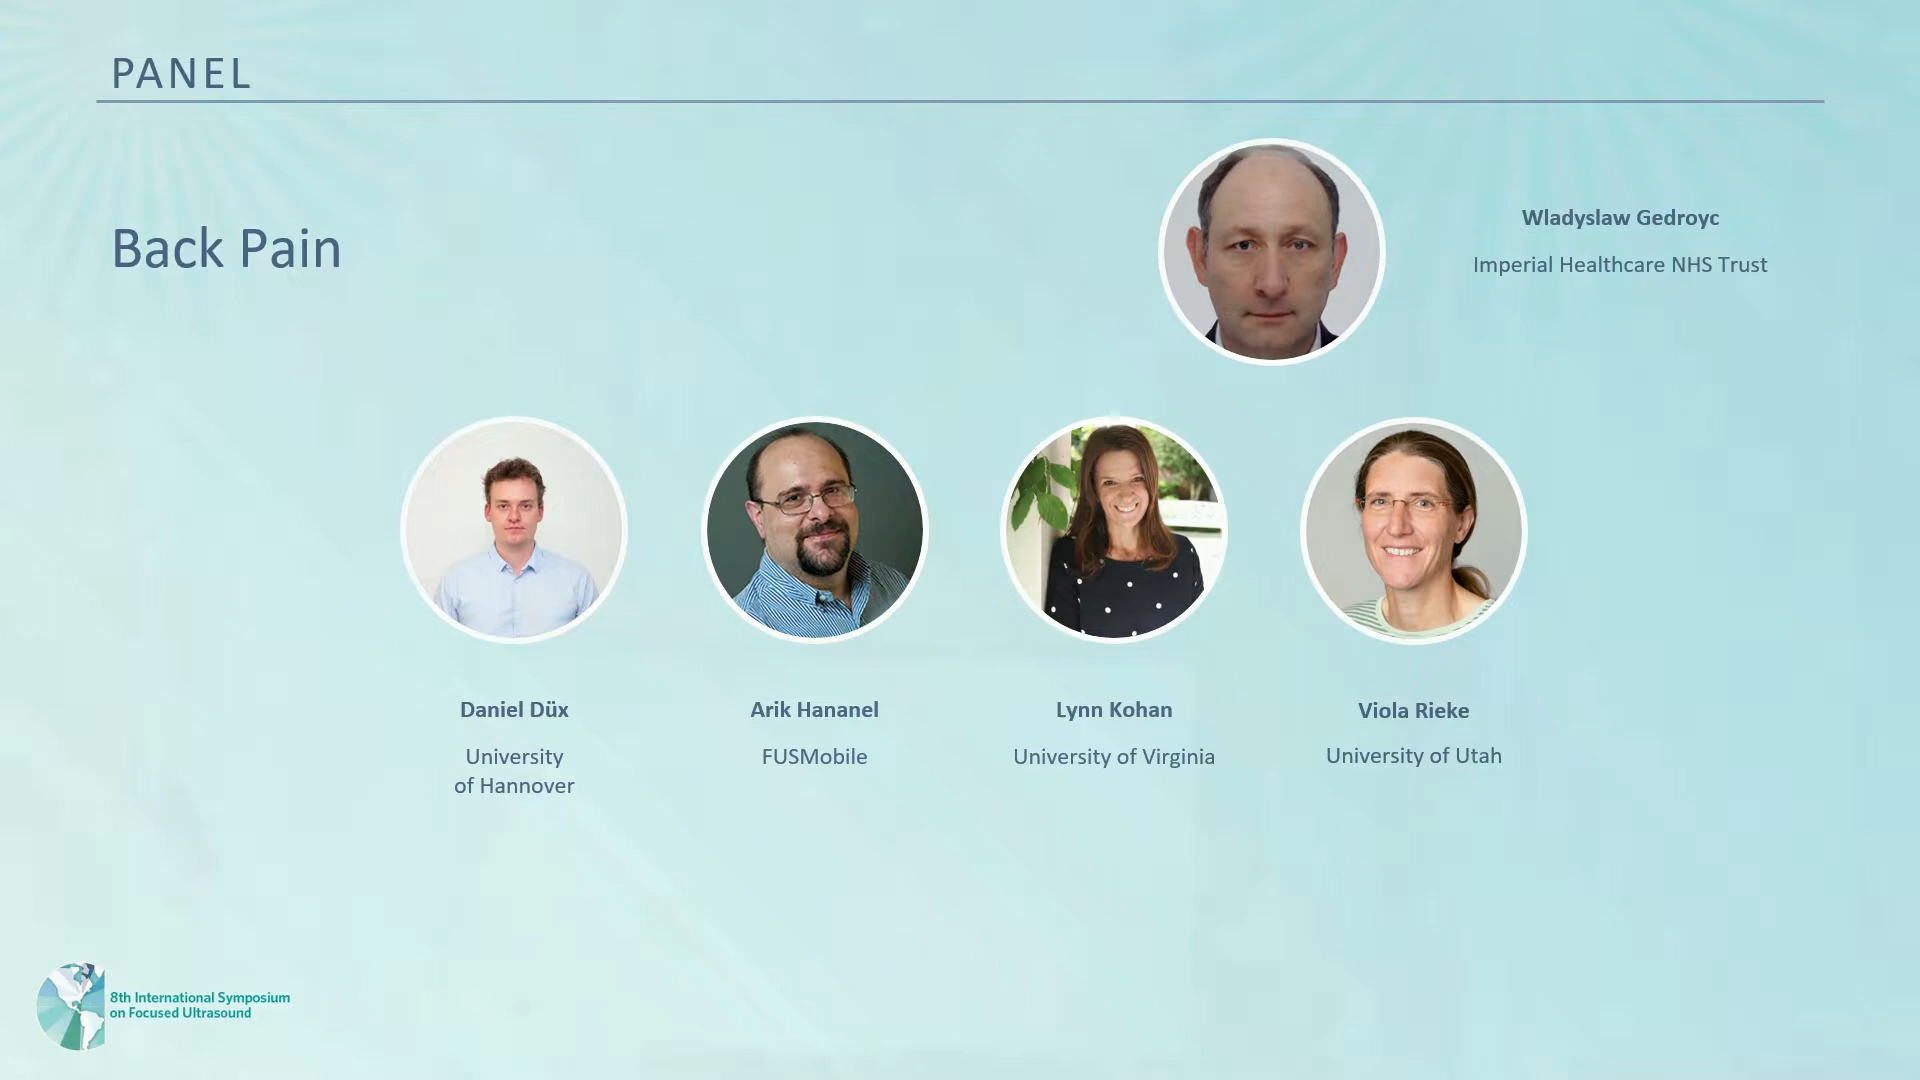 PANEL
Back Pain
Wladyslaw Gedroyc
Imperial Healthcare NHS Trust
Daniel Düx
University
of Hannover
Arik Hananel
FUSMobile
Lynn Kohan
University of Virginia
Viola Rieke
University of Utah
8th International Symposium
on Focused Ultrasound